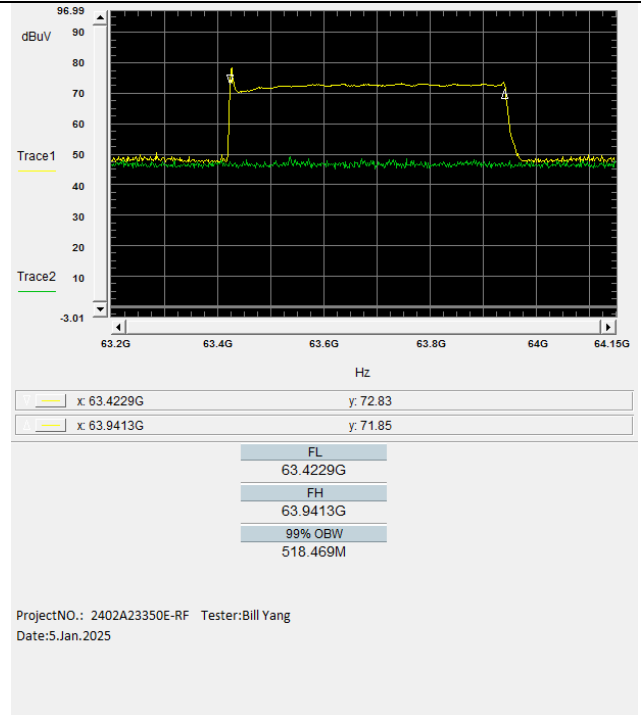 96.99
dBuV 90
80
70
60
Trace1 50
40
30
20
Trace2 10
-3.01
63.2G 63.4G 63.6G 63.8G 64G 64.15G
Hz
x: 63.4229G y: 72.83
x: 63.9413G y: 71.85
FL
63.4229G
FH
63.9413G
99% OBW
518.469M
ProjectNO.: 2402A23350E-RF Tester:Bill Yang
Date:5.Jan.2025